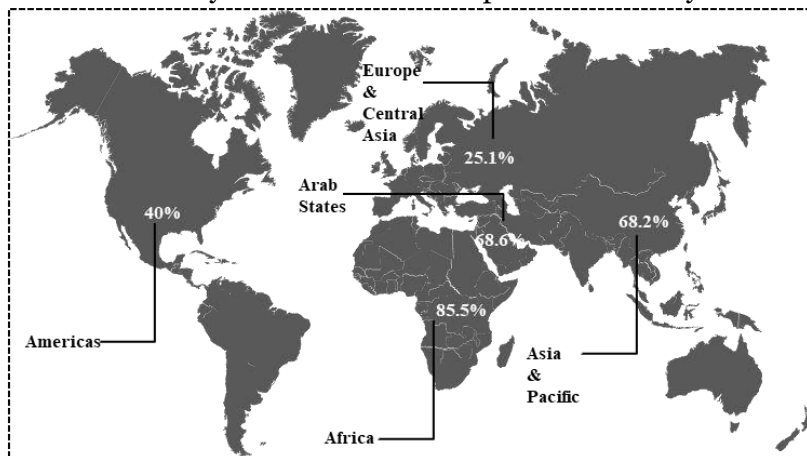 Europe
&
Central
Asia
25.1%
Arab
States
40%
68.2%
68.6%
85.5%
Americas
Asia
&
Pacific
Africa